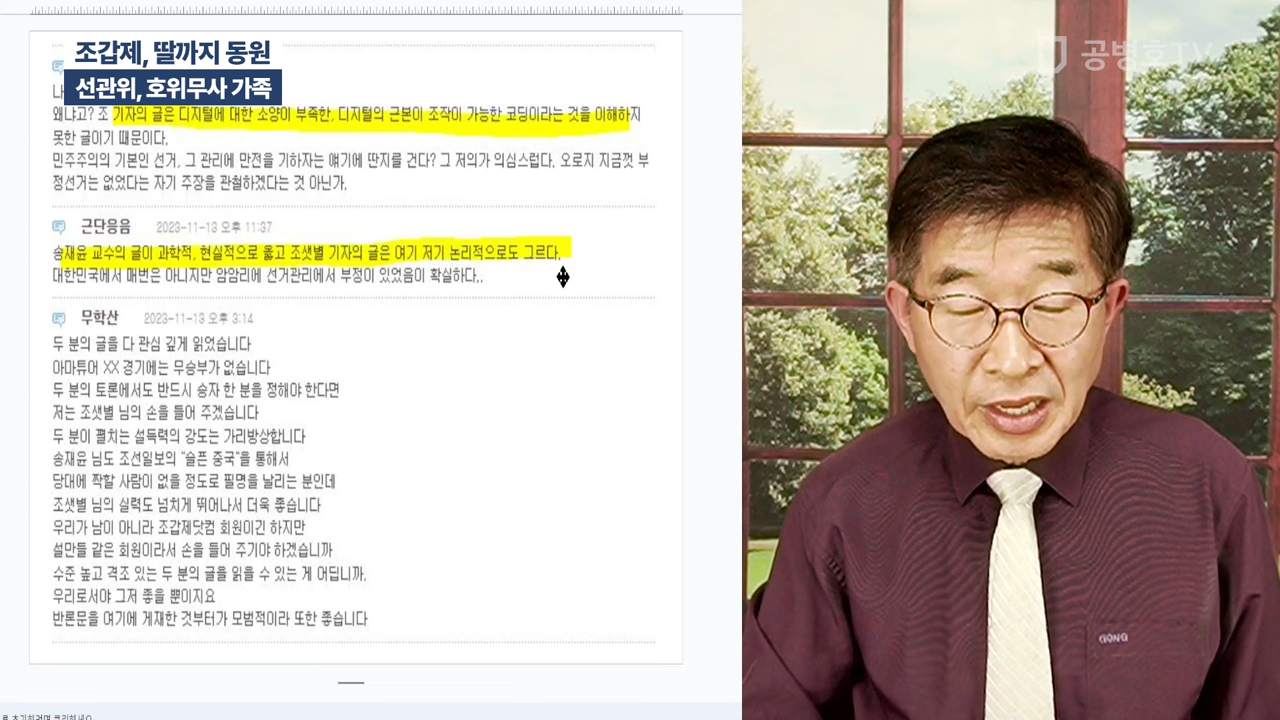 조갑제, 딸까지 동원
선관위, 호위무사 가족
공병호TV
나
왜냐고? 조 기자의 글은 디지털에 대한 소양이 부족한, 디지털의 근본이 조작이 가능한 코딩이라는 것을 이해하지
못한 글이기 때문이다.
민주주의의 기본인 선거, 그 관리에 만전을 기하자는 얘기에 딴지를 건다? 그 저의가 의심스럽다. 오로지 지금껏 부
정선거는 없었다는 자기 주장을 관철하겠다는 것 아닌가.
근단응음 2023-11-13 오후 11:37
송재윤 교수의 글이 과학적, 현실적으로 옳고 조샛별 기자의 글은 여기 저기 논리적으로도 그르다.
대한민국에서 매번은 아니지만 암암리에 선거관리에서 부정이 있었음이 확실하다..
무학산 2023-11-13 오후 3:14
두 분의 글을 다 관심 깊게 읽었습니다
아마튜어 XX 경기에는 무승부가 없습니다
두 분의 토론에서도 반드시 승자 한 분을 정해야 한다면
저는 조샛별 님의 손을 들어 주겠습니다
두 분이 펼치는 설득력의 강도는 가리방상합니다
송재윤 님도 조선일보의 "슬픈 중국"을 통해서
당대에 짝할 사람이 없을 정도로 필명을 날리는 분인데
조샛별 님의 실력도 넘치게 뛰어나서 더욱 좋습니다
우리가 남이 아니라 조갑제닷컴 회원이긴 하지만
설만들 같은 회원이라서 손을 들어 주기야 하겠습니까
수준 높고 격조 있는 두 분의 글을 읽을 수 있는 게 어딥니까.
우리로서야 그저 좋을 뿐이지요
반론문을 여기에 게재한 것부터가 모범적이라 또한 좋습니다
GONG